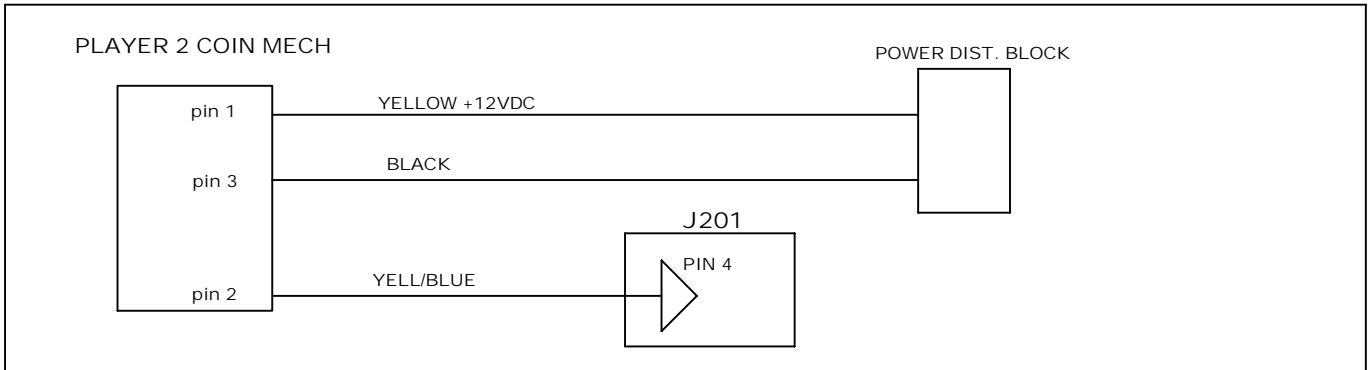 PLAYER 2 COIN MECH
POWER DIST. BLOCK
pin 1
YELLOW +12VDC
pin 3
BLACK
J201
PIN 4
pin 2
YELL/BLUE